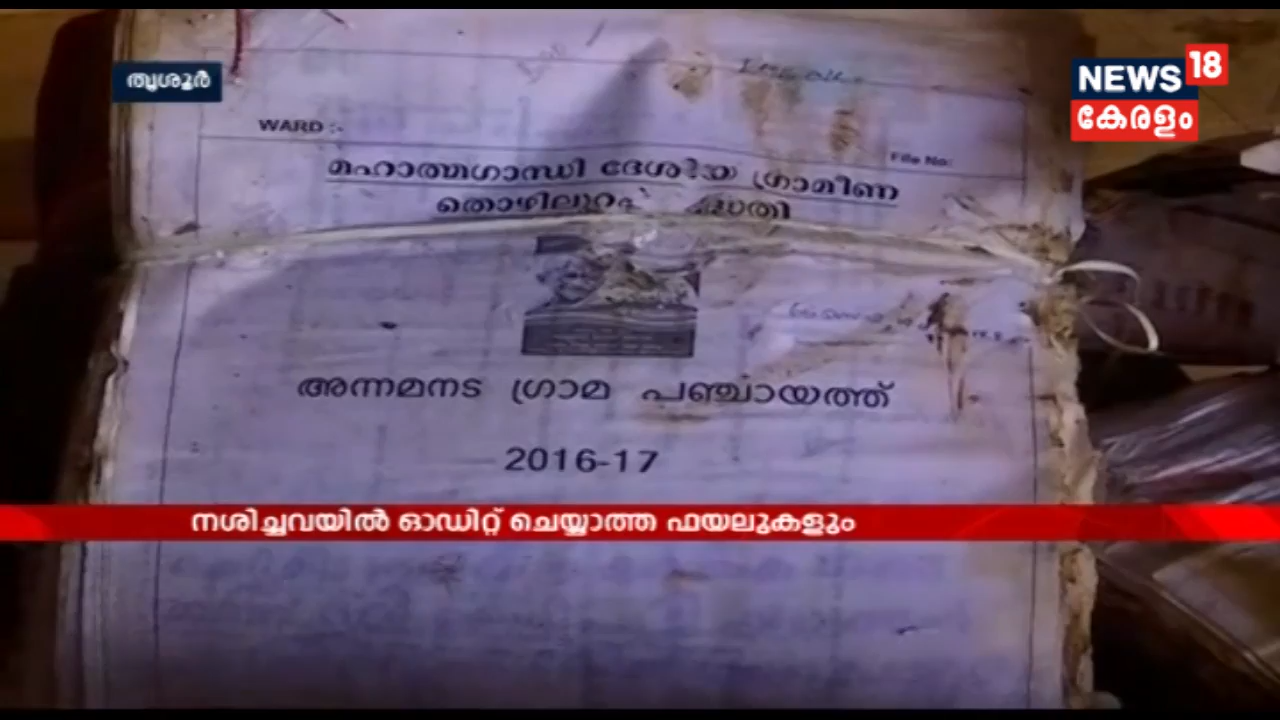 തൃശൂർ
NEWS 18
കേരളം
WARD :-
File No:
മഹാത്മഗാന്ധി ദേശീയ ഗ്രാമീണ
അന്നമനട ഗ്രാമ പഞ്ചായത്ത്
2016-17
നശിച്ചവയിൽ ഓഡിറ്റ് ചെയ്യാത്ത ഫയലുകളും